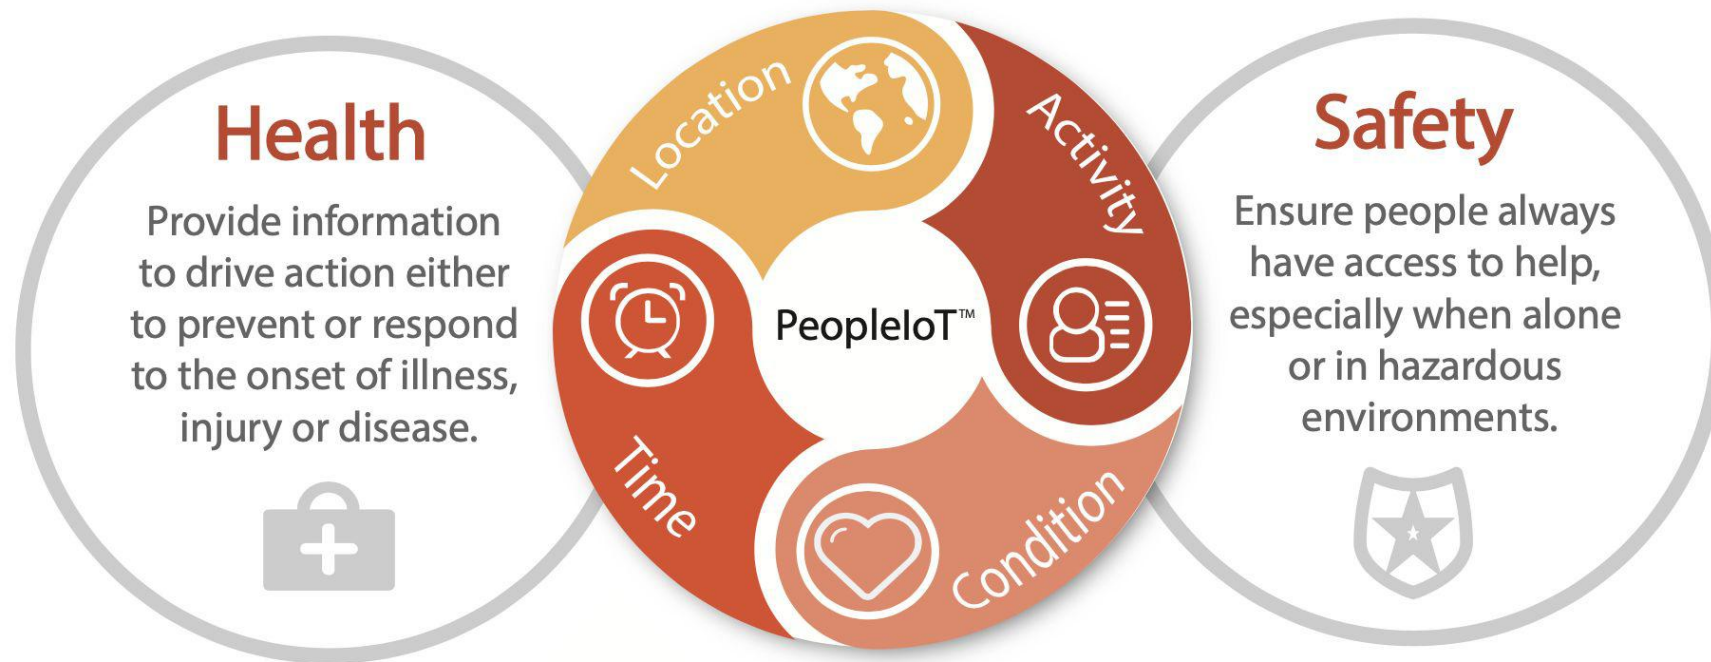 Health
Provide information
to drive action either
to prevent or respond
to the onset of illness,
injury or disease.
Location
Activity
Time
Condition
PeopleIoT™
Safety
Ensure people always
have access to help,
especially when alone
or in hazardous
environments.